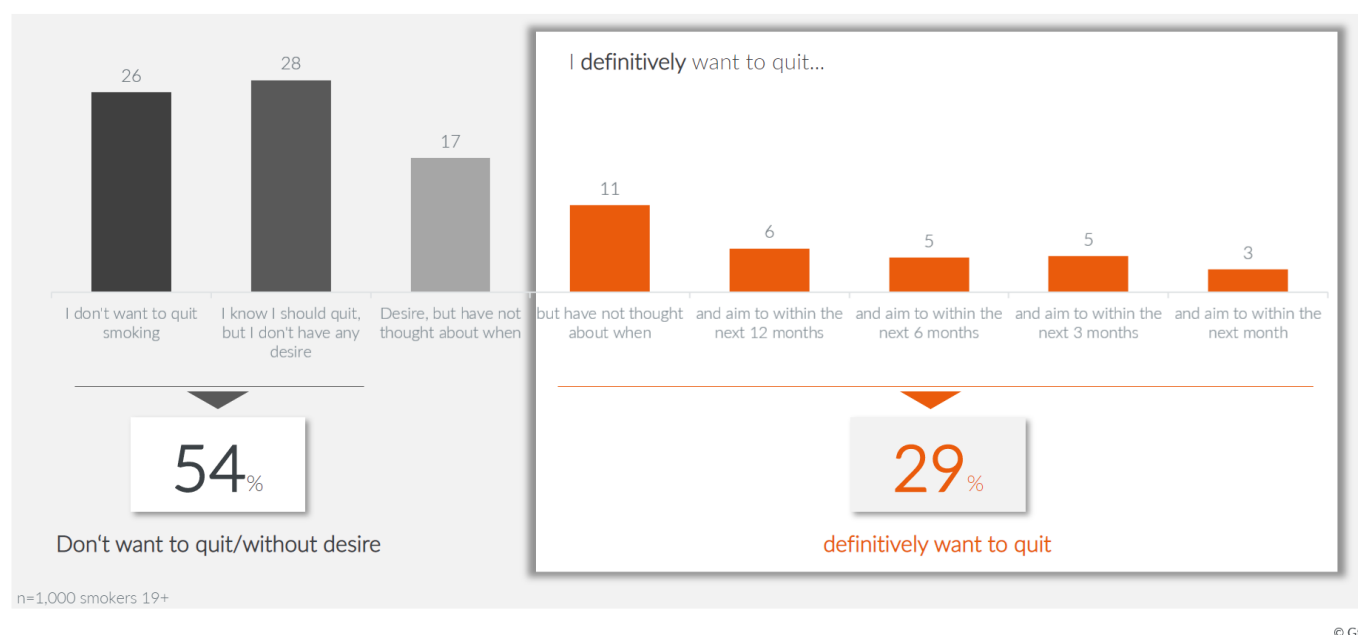 I definitively want to quit...
26
28
17
11
6
5
5
3
I don't want to quit
smoking
I know I should quit,
but I don't have any
desire
Desire, but have not
thought about when
but have not thought
about when
and aim to within the
next 12 months
and aim to within the
next 6 months
and aim to within the
next 3 months
and aim to within the
next month
54%
Don't want to quit/without desire
29%
definitively want to quit
n=1,000 smokers 19+
©